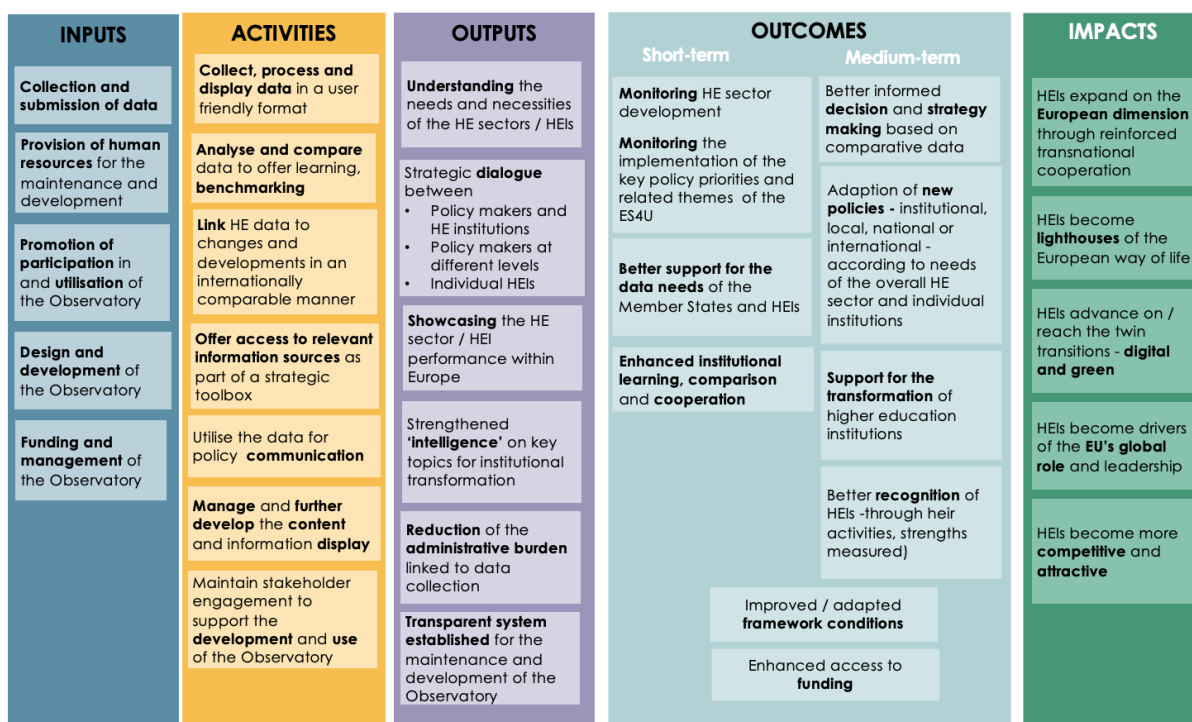 INPUTS
Collection and
submission of data
Provision of human
resources for the
maintenance and
development
Promotion of
participation in
and utilisation of
the Observatory
Design and
development of
the Observatory
Funding and
management of
the Observatory
ACTIVITIES
Collect, process and
display data in a user
friendly format
Analyse and compare
data to offer learning,
benchmarking
Link HE data to
changes and
developments in an
internationally
comparable manner
Offer access to relevant
information sources as
part of a strategic
toolbox
Utilise the data for
policy communication
Manage and further
develop the content
and information display
Maintain stakeholder
engagement to
support the
development and use
of the Observatory
OUTPUTS
Understanding the
needs and necessities
of the HE sectors / HEIs
Strategic dialogue
between
• Policy makers and
HE institutions
• Policy makers at
different levels
• Individual HEIs
Showcasing the HE
sector / HEI
performance within
Europe
Strengthened
‘intelligence’ on key
topics for institutional
transformation
Reduction of the
administrative burden
linked to data
collection
Transparent system
established for the
maintenance and
development of the
Observatory
OUTCOMES
Short-term
Monitoring HE sector
development
Monitoring the
implementation of the
key policy priorities and
related themes of the
ES4U
Better support for the
data needs of the
Member States and HEIs
Enhanced institutional
learning, comparison
and cooperation
Medium-term
Better informed
decision and strategy
making based on
comparative data
Adaption of new
policies - institutional,
local, national or
international -
according to needs
of the overall HE
sector and individual
institutions
Support for the
transformation of
higher education
institutions
Better recognition of
HEIs -through heir
activities, strengths
measured)
Improved / adapted
framework conditions
Enhanced access to
funding
IMPACTS
HEIs expand on the
European dimension
through reinforced
transnational
cooperation
HEIs become
lighthouses of the
European way of life
HEIs advance on /
reach the twin
transitions - digital
and green
HEIs become drivers
of the EU's global
role and leadership
HEIs become more
competitive and
attractive